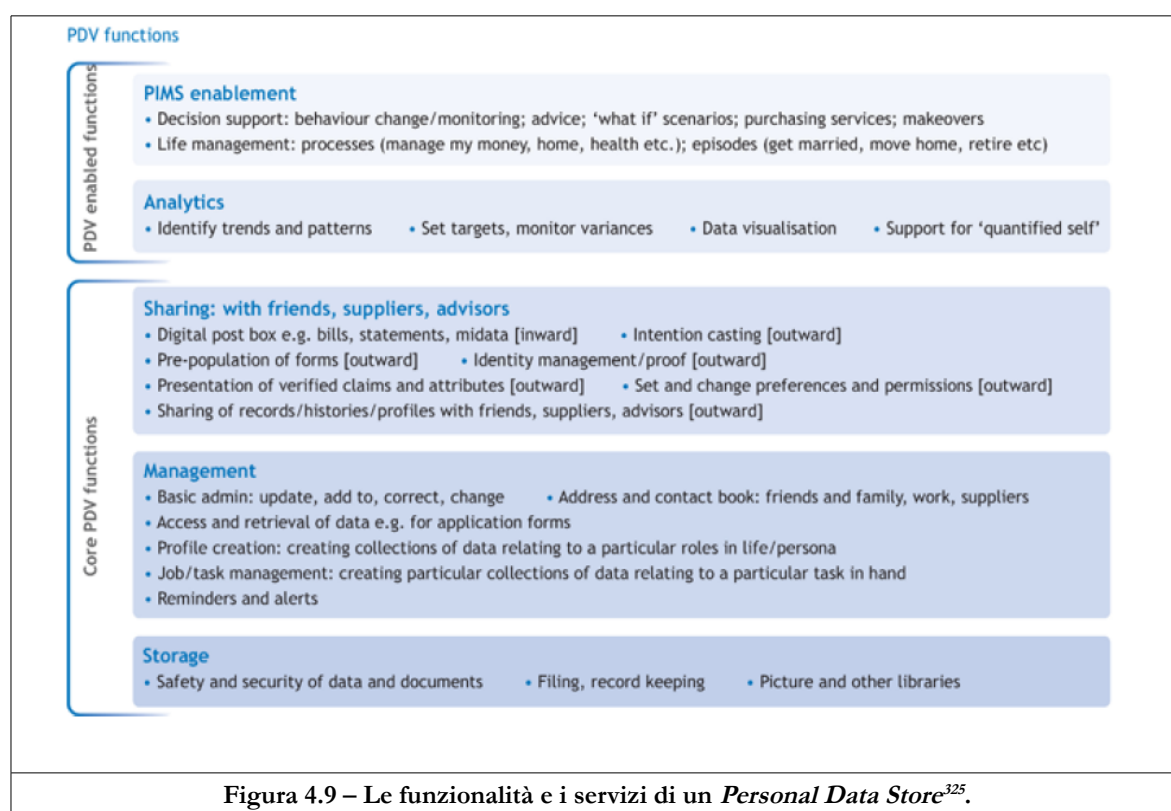 PDV functions
PDV enabled functions
PIMS enablement
• Decision support: behaviour change/monitoring; advice; ‘what if’ scenarios; purchasing services; makeovers
• Life management: processes (manage my money, home, health etc.); episodes (get married, move home, retire etc)
Analytics
• Identify trends and patterns • Set targets, monitor variances • Data visualisation • Support for ‘quantified self’
Core PDV functions
Sharing: with friends, suppliers, advisors
• Digital post box e.g. bills, statements, midata [inward] • Intention casting [outward]
• Pre-population of forms [outward] • Identity management/proof [outward]
• Presentation of verified claims and attributes [outward] • Set and change preferences and permissions [outward]
• Sharing of records/histories/profiles with friends, suppliers, advisors [outward]
Management
• Basic admin: update, add to, correct, change • Address and contact book: friends and family, work, suppliers
• Access and retrieval of data e.g. for application forms
• Profile creation: creating collections of data relating to a particular roles in life/persona
• Job/task management: creating particular collections of data relating to a particular task in hand
• Reminders and alerts
Storage
• Safety and security of data and documents • Filing, record keeping • Picture and other libraries
Figura 4.9 – Le funzionalità e i servizi di un Personal Data Store325.